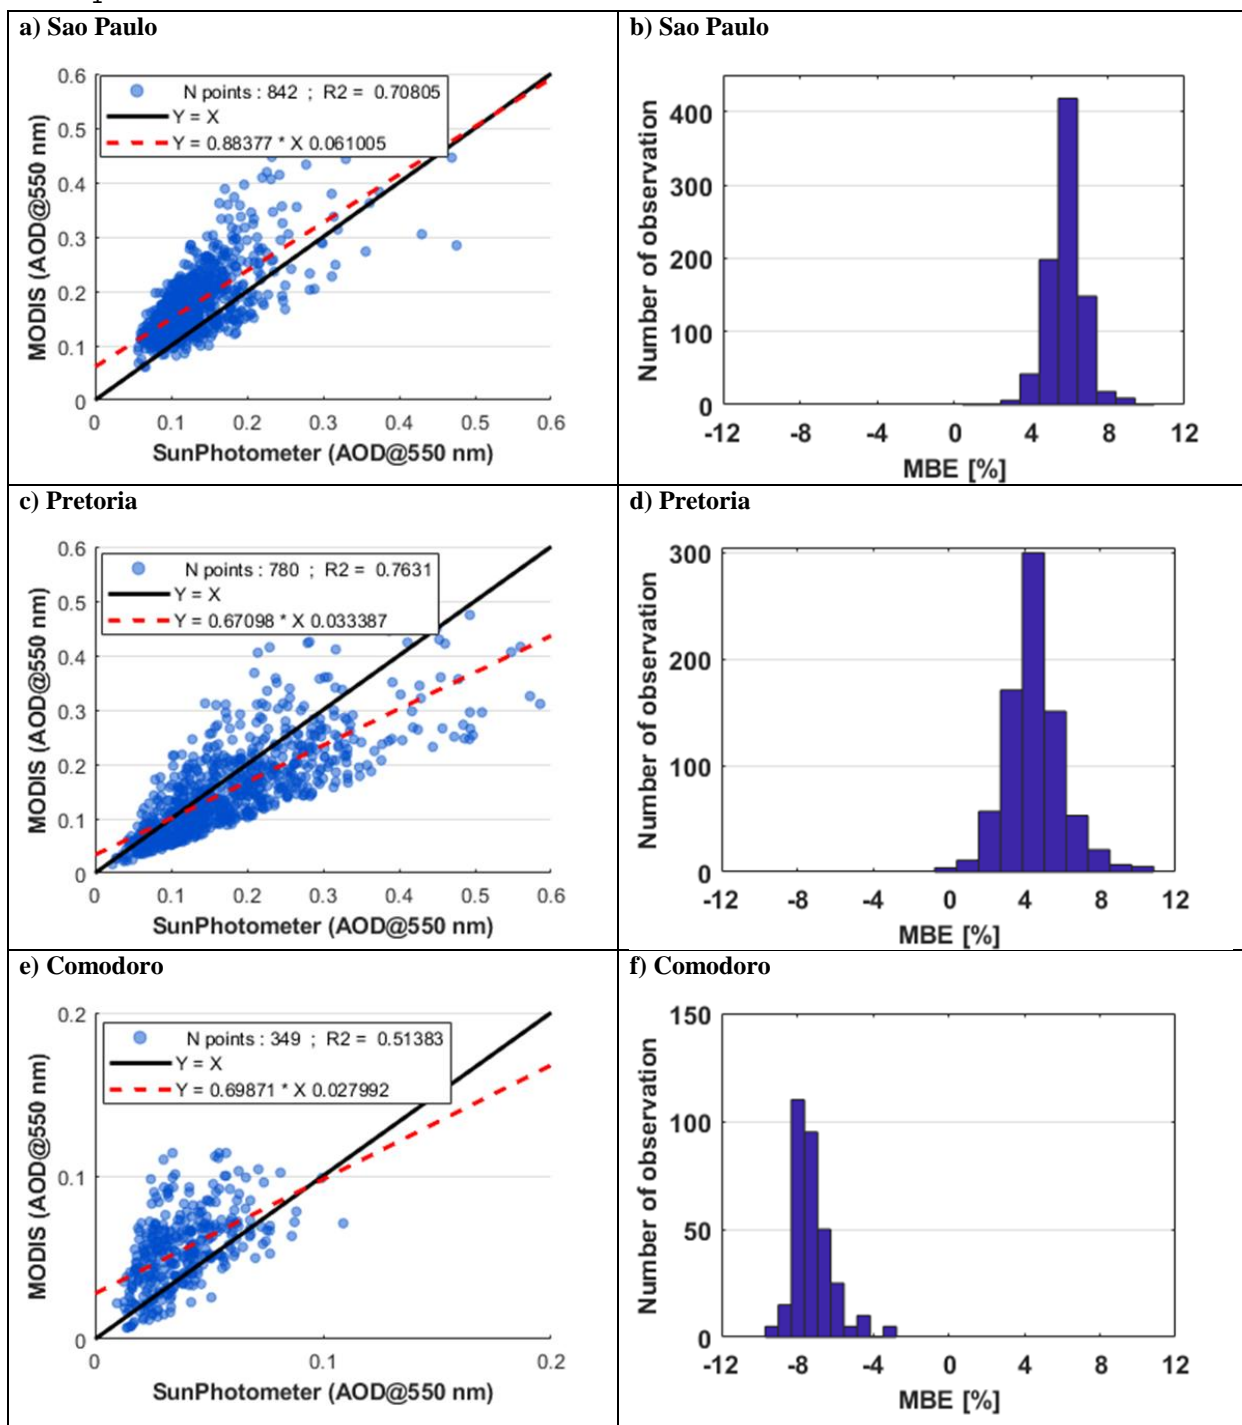 a) Sao Paulo
N points : 842 ; R2 = 0.70805
Y = X
Y = 0.88377 * X 0.061005
MODIS (AOD@550 nm)
0.6
0.5
0.4
0.3
0.2
0.1
0
0 0.1 0.2 0.3 0.4 0.5 0.6
SunPhotometer (AOD@550 nm)
b) Sao Paulo
Number of observation
400
300
200
100
0
-12 -8 -4 0 4 8 12
MBE [%]
c) Pretoria
N points : 780 ; R2 = 0.7631
Y = X
Y = 0.67098 * X 0.033387
MODIS (AOD@550 nm)
0.6
0.5
0.4
0.3
0.2
0.1
0
0 0.1 0.2 0.3 0.4 0.5 0.6
SunPhotometer (AOD@550 nm)
d) Pretoria
Number of observation
300
200
100
0
-12 -8 -4 0 4 8 12
MBE [%]
e) Comodoro
N points : 349 ; R2 = 0.51383
Y = X
Y = 0.69871 * X 0.027992
MODIS (AOD@550 nm)
0.2
0.1
0
0 0.1 0.2
SunPhotometer (AOD@550 nm)
f) Comodoro
Number of observation
150
100
50
0
-12 -8 -4 0 4 8 12
MBE [%]